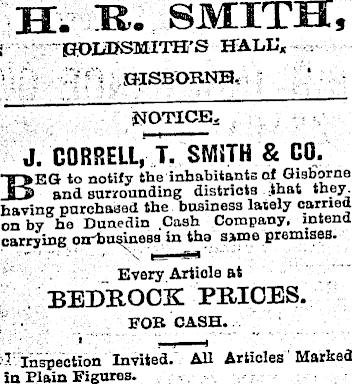 H. R. SMITH,
GOLDSMITH'S HALL,
GISBORNE.
NOTICE.
J. CORRELL, T. SMITH & CO.
BEG to notify the inhabitants of Gisborne
and surrounding districts that they,
having purchased the business lately carried
on by he Dunedin Cash Company, intend
carrying on business in the same premises.
Every Article at
BEDROCK PRICES.
FOR CASH.
Inspection Invited. All Articles Marked
in Plain Figures.